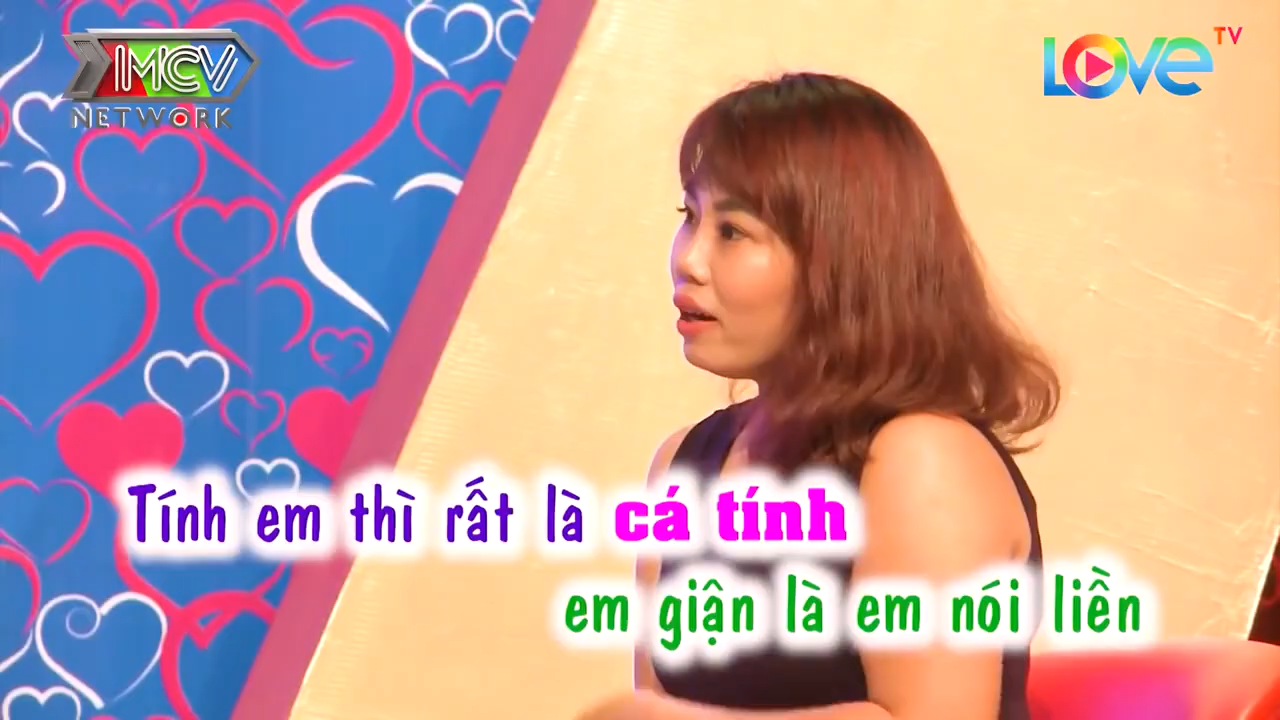 MCV
NETWORK
LOVE TV
Tính em thì rất là cá tính
em giận là em nói liền